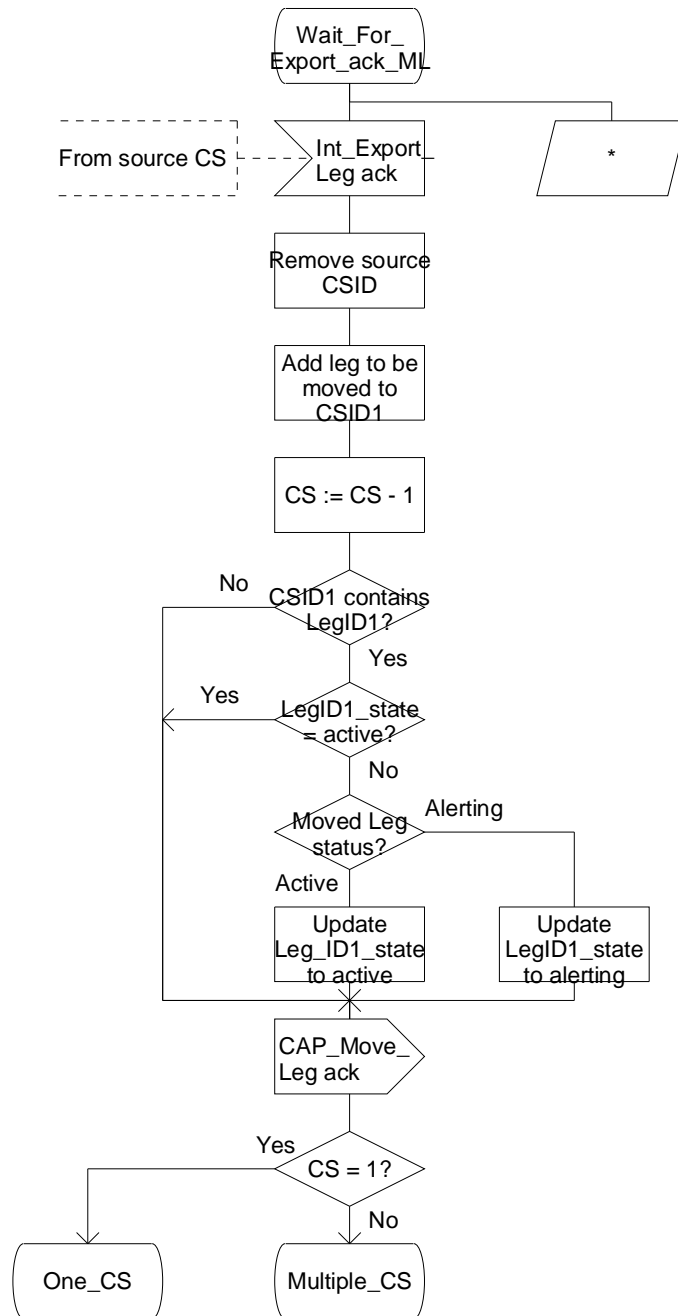 Wait_For_
Export_ack_ML
From source CS
Int_Export_
Leg ack
*
Remove source
CSID
Add leg to be
moved to
CSID1
CS := CS - 1
No
CSID1 contains
LegID1?
Yes
Yes
LegID1_state
= active?
No
Moved Leg
status?
Alerting
Active
Update
Leg_ID1_state
to active
Update
LegID1_state
to alerting
CAP_Move_
Leg ack
Yes
CS = 1?
No
One_CS
Multiple_CS